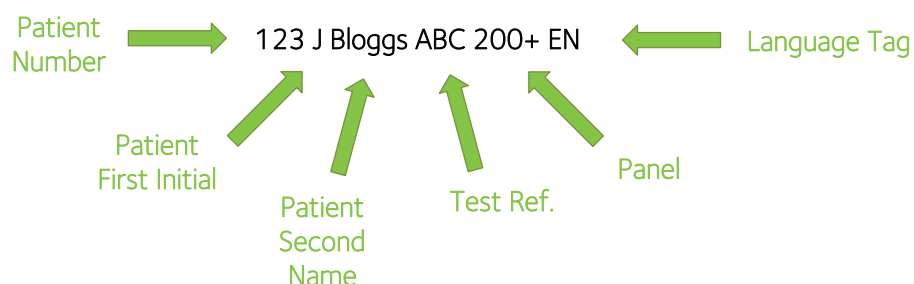 Patient
Number
123 J Bloggs ABC 200+ EN
Language Tag
Patient
First Initial
Patient
Second
Name
Test Ref.
Panel